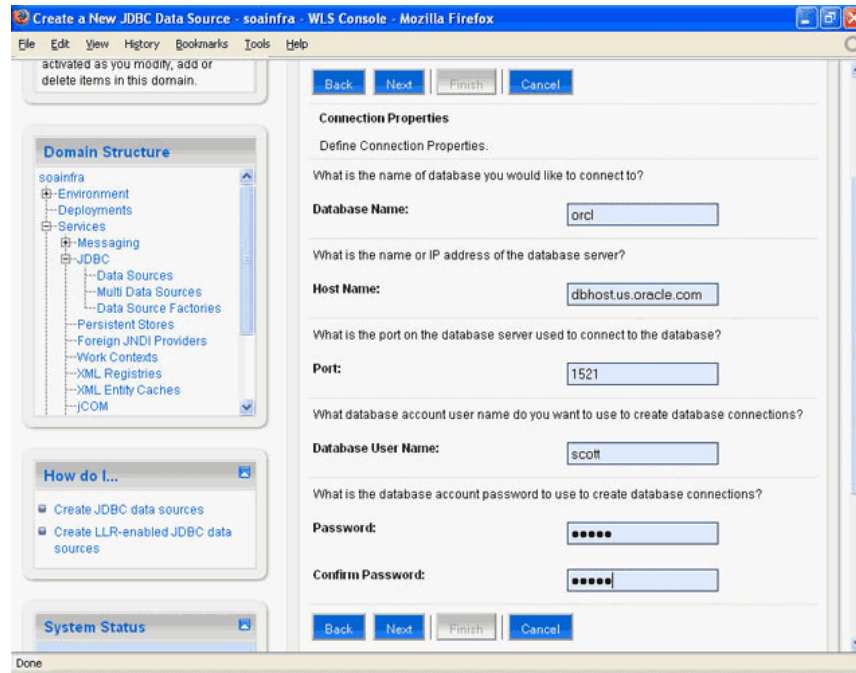 Create a New JDBC Data Source - soainfra - WLS Console - Mozilla Firefox
File Edit View History Bookmarks Tools Help
activated as you modify, add or
delete items in this domain.
Domain Structure
soainfra
Environment
Deployments
Services
Messaging
JDBC
Data Sources
Multi Data Sources
Data Source Factories
Persistent Stores
Foreign JNDI Providers
Work Contexts
XML Registries
XML Entity Caches
jCOM
How do I...
Create JDBC data sources
Create LLR-enabled JDBC data
sources
System Status
Back Next Finish Cancel
Connection Properties
Define Connection Properties.
What is the name of database you would like to connect to?
Database Name: orcl
What is the name or IP address of the database server?
Host Name: dbhost.us.oracle.com
What is the port on the database server used to connect to the database?
Port: 1521
What database account user name do you want to use to create database connections?
Database User Name: scott
What is the database account password to use to create database connections?
Password: •••••
Confirm Password: •••••
Back Next Finish Cancel
Done